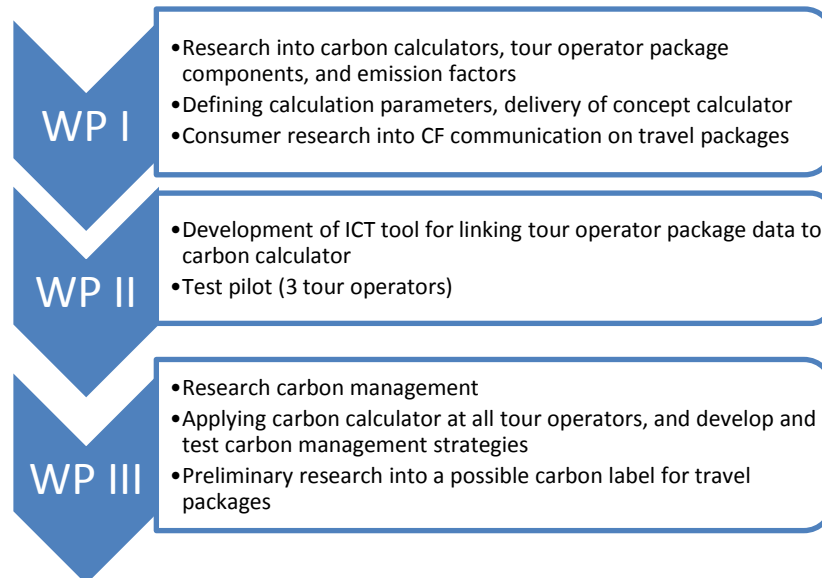 WP I
•Research into carbon calculators, tour operator package
components, and emission factors
•Defining calculation parameters, delivery of concept calculator
•Consumer research into CF communication on travel packages
WP II
•Development of ICT tool for linking tour operator package data to
carbon calculator
•Test pilot (3 tour operators)
WP III
•Research carbon management
•Applying carbon calculator at all tour operators, and develop and
test carbon management strategies
•Preliminary research into a possible carbon label for travel
packages